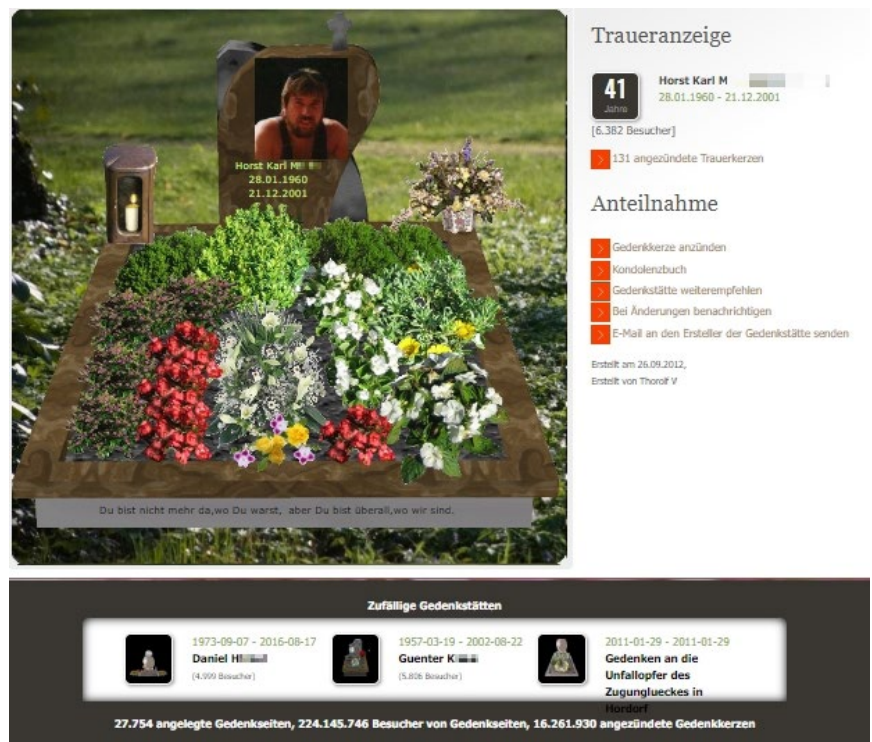 Horst Karl M
28.01.1960
21.12.2001
Du bist nicht mehr da,wo Du warst, aber Du bist überall,wo wir sind.
Traueranzeige
41
Jahre
Horst Karl M
28.01.1960 - 21.12.2001
[6.382 Besucher]
131 angezündete Trauerkerzen
Anteilnahme
Gedenkkerze anzünden
Kondolenzbuch
Gedenkstätte weiterempfehlen
Bei Änderungen benachrichtigen
E-Mail an den Ersteller der Gedenkstätte senden
Erstellt am 26.09.2012,
Erstellt von Thorolf V
Zufällige Gedenkstätten
1973-09-07 - 2016-08-17
Daniel H
(4.999 Besucher)
1957-03-19 - 2002-08-22
Guenter K
(5.806 Besucher)
2011-01-29 - 2011-01-29
Gedenken an die
Unfallopfer des
Zugunglueckes in
Hordorf
27.754 angelegte Gedenkseiten, 224.145.746 Besucher von Gedenkseiten, 16.261.930 angezündete Gedenkkerzen